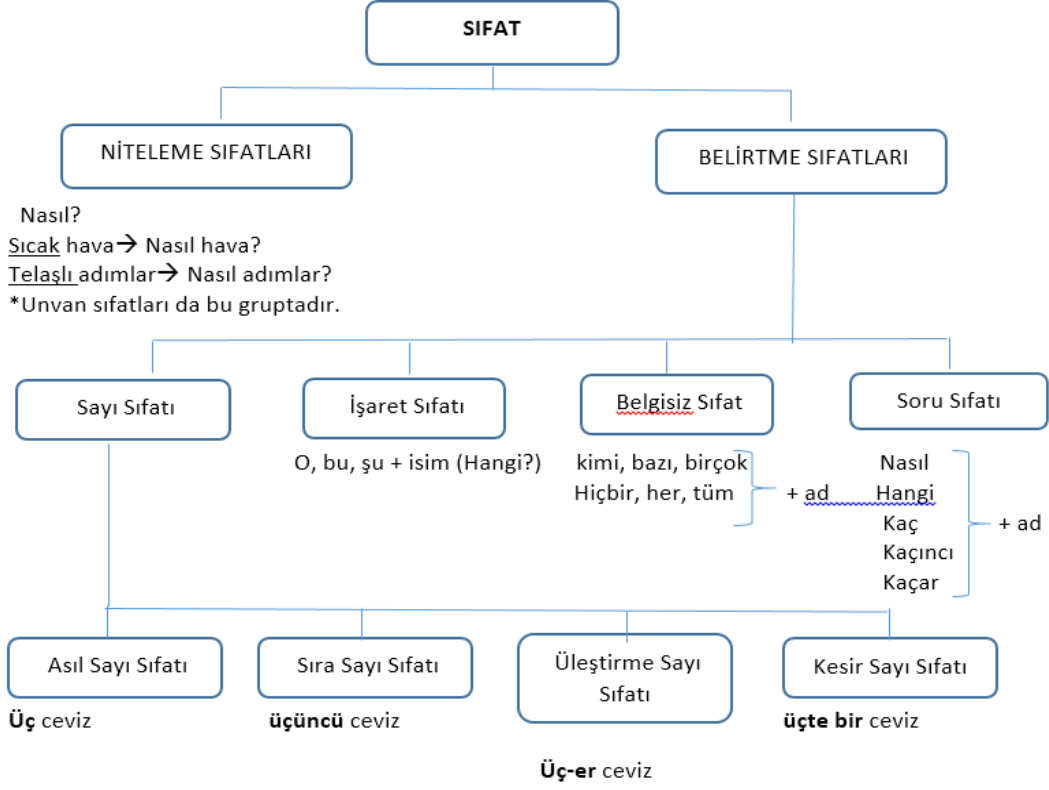 SIFAT
NİTELEME SIFATLARI
BELİRTME SIFATLARI
Nasıl?
Sıcak hava→ Nasıl hava?
Telaşlı adımlar→ Nasıl adımlar?
*Unvan sıfatları da bu gruptadır.
Sayı Sıfatı
İşaret Sıfatı
Belgisiz Sıfat
Soru Sıfatı
O, bu, şu + isim (Hangi?)
kimi, bazı, birçok
Hiçbir, her, tüm
+ ad
Nasıl
Hangi
Kaç
Kaçıncı
Kaçar
+ ad
Asıl Sayı Sıfatı
Sıra Sayı Sıfatı
Üleştirme Sayı
Sıfatı
Kesir Sayı Sıfatı
Üç ceviz
üçüncü ceviz
Üç-er ceviz
üçte bir ceviz